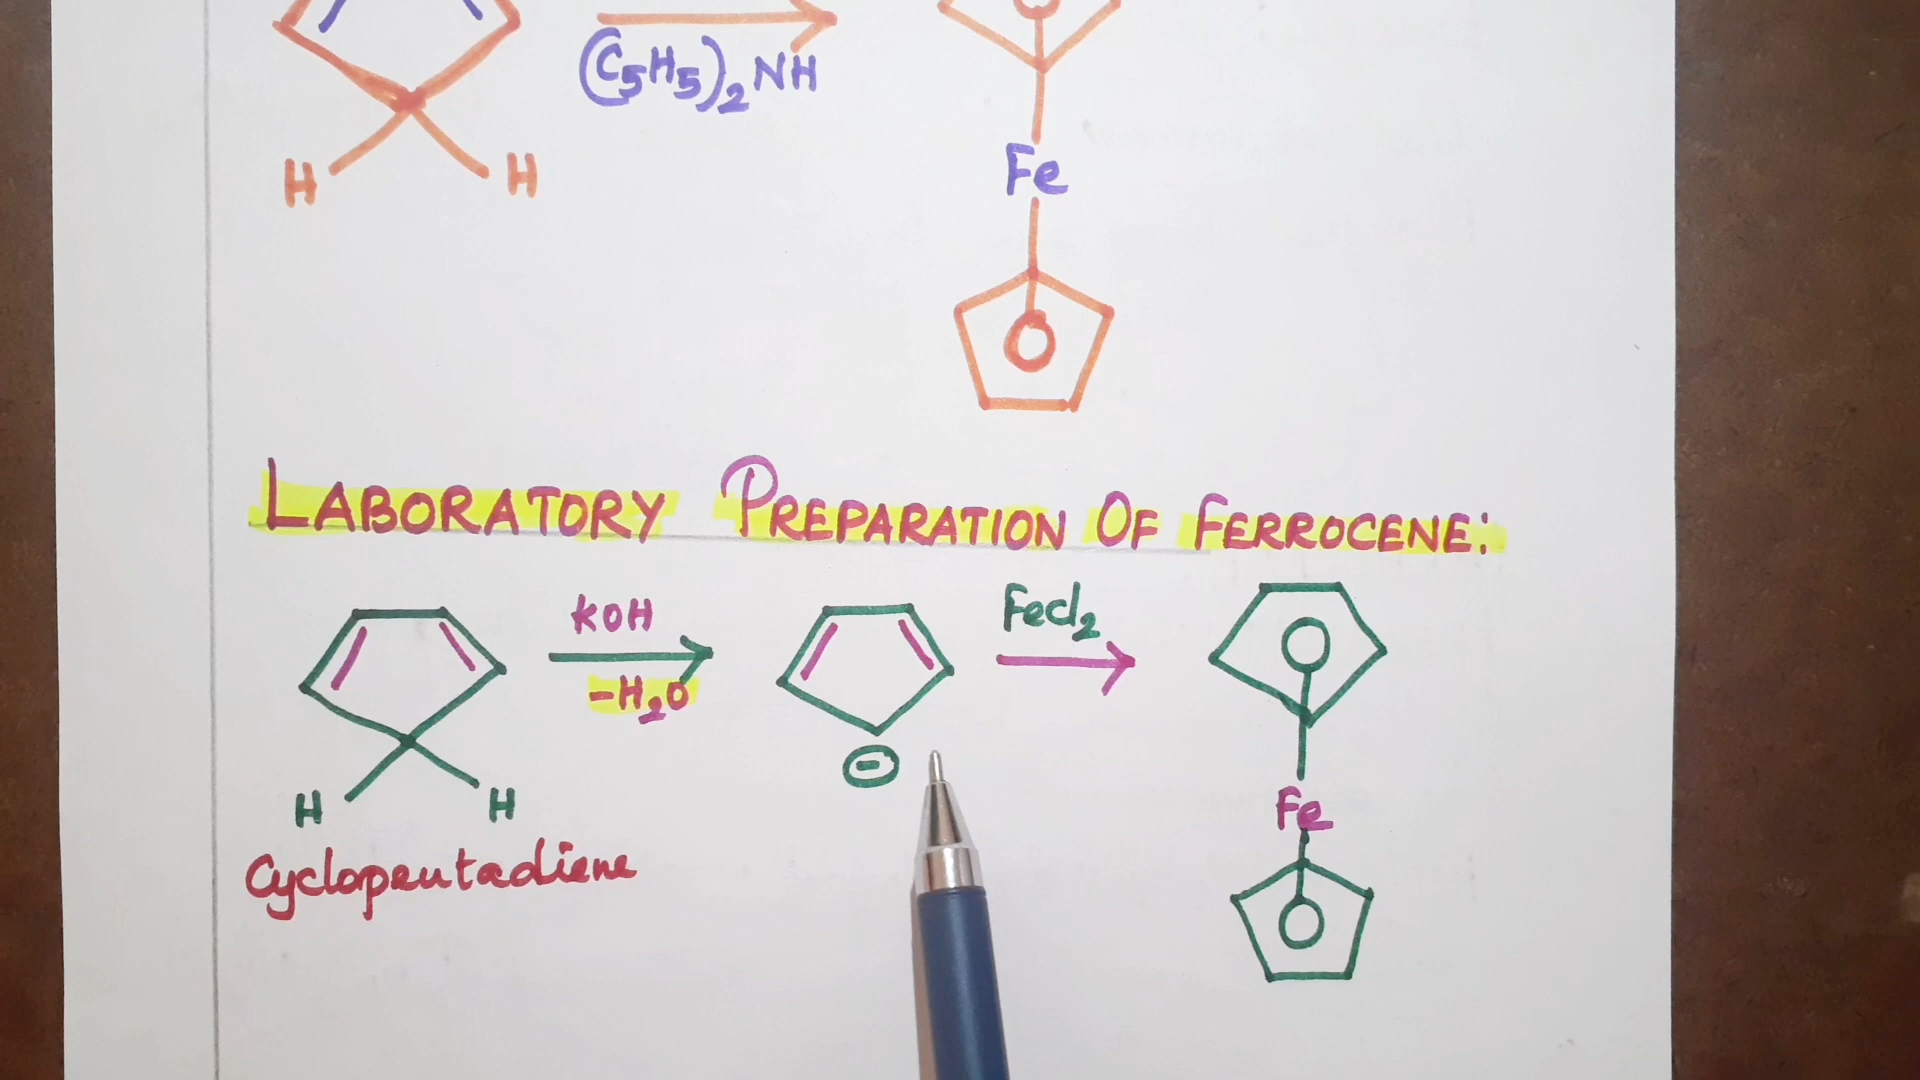 (C5H5)2NH
H H
Fe
LABORATORY PREPARATION OF FERROCENE:
KOH FeCl2
-H2O
-
H H Fe
Cyclopentadiene